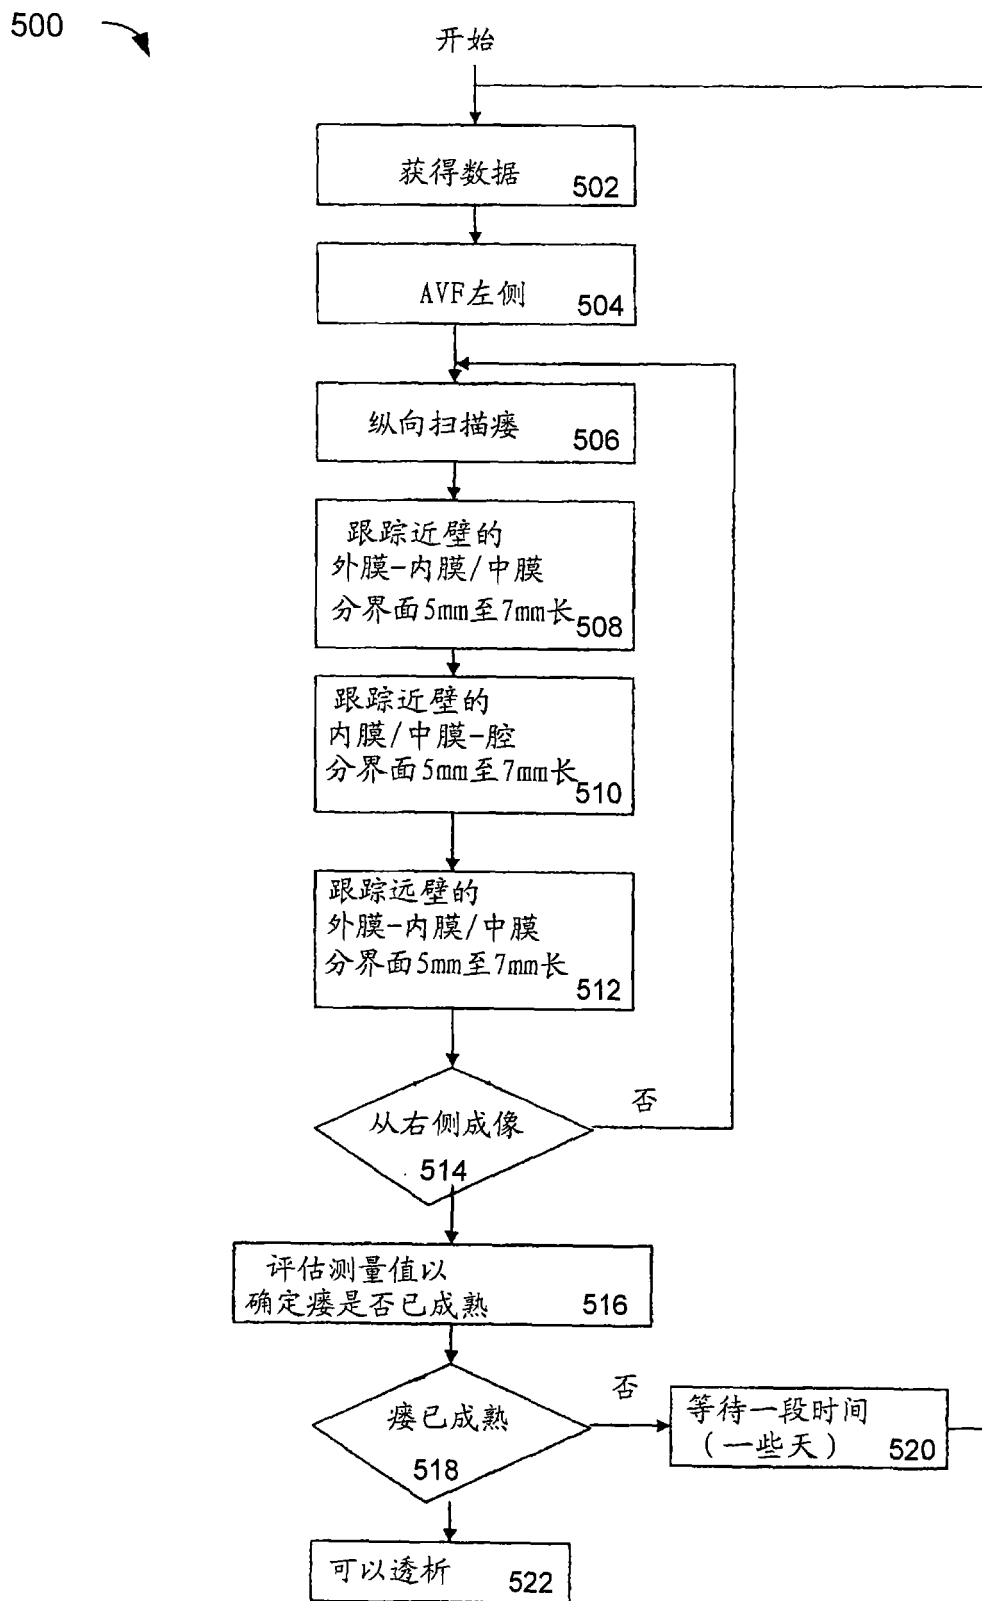 500
开始
获得数据
502
AVF左侧
504
纵向扫描瘘
506
跟踪近壁的
外膜-内膜/中膜
分界面5mm至7mm长
508
跟踪近壁的
内膜/中膜-腔
分界面5mm至7mm长
510
跟踪远壁的
外膜-内膜/中膜
分界面5mm至7mm长
512
从右侧成像
否
514
评估测量值以
确定瘘是否已成熟
516
瘘已成熟
否
518
等待一段时间
(一些天)
520
可以透析
522